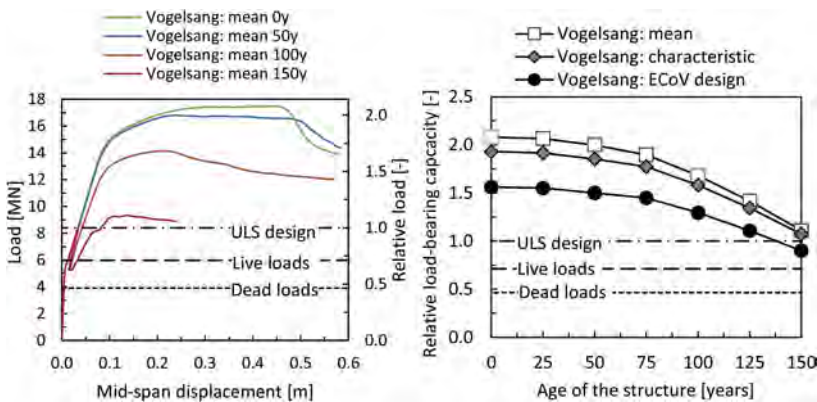 Vogelsang: mean 0y
Vogelsang: mean 50y
Vogelsang: mean 100y
Vogelsang: mean 150y
18
16
14
12
10
8
6
4
2
0
Load [MN]
2.0
1.5
1.0
0.5
0.0
Relative load [-]
ULS design
Live loads
Dead loads
0.0 0.1 0.2 0.3 0.4 0.5 0.6
Mid-span displacement [m]
Vogelsang: mean
Vogelsang: characteristic
Vogelsang: ECoV design
2.5
2.0
1.5
1.0
0.5
0.0
Relative load-bearing capcacity [-]
ULS design
Live loads
Dead loads
0 25 50 75 100 125 150
Age of the structure [years]